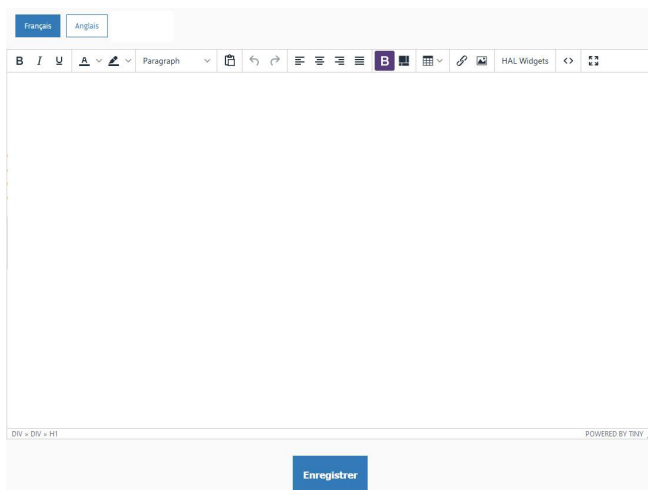 Français Anglais
B I U A Paragraph B HAL Widgets <>
DIV » DIV » H1 POWERED BY TINY
Enregistrer